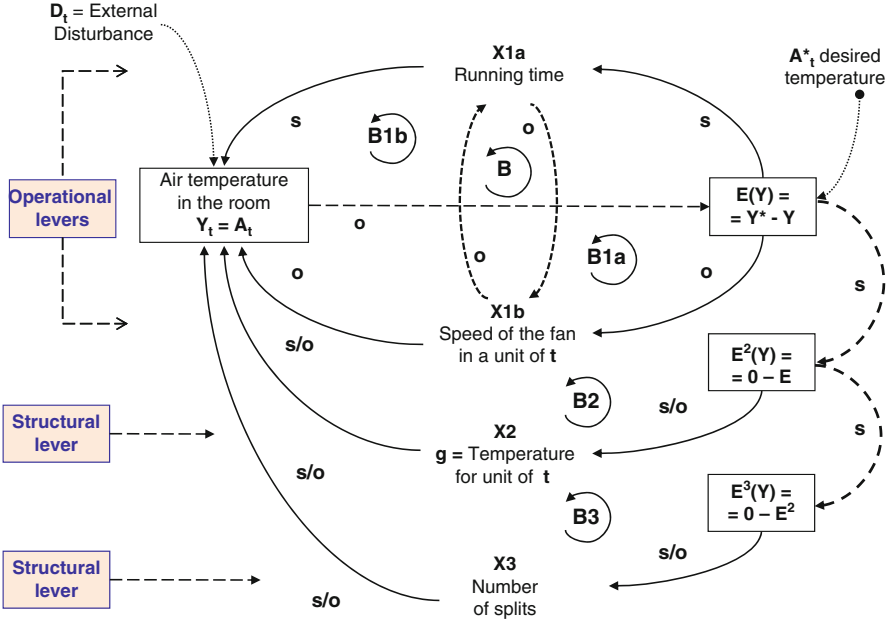 D_t = External
Disturbance
X1a
Running time
A*_t desired
temperature
s
s
o
B1b
B
Operational
levers
Air temperature
in the room
Y_t = A_t
E(Y) =
= Y* - Y
o
o
o
B1a
o
s
X1b
Speed of the fan
in a unit of t
s/o
E²(Y) =
= 0 – E
B2
s/o
Structural
lever
X2
g = Temperature
for unit of t
s
s/o
B3
E³(Y) =
= 0 – E²
s/o
Structural
lever
X3
Number
of splits
s/o